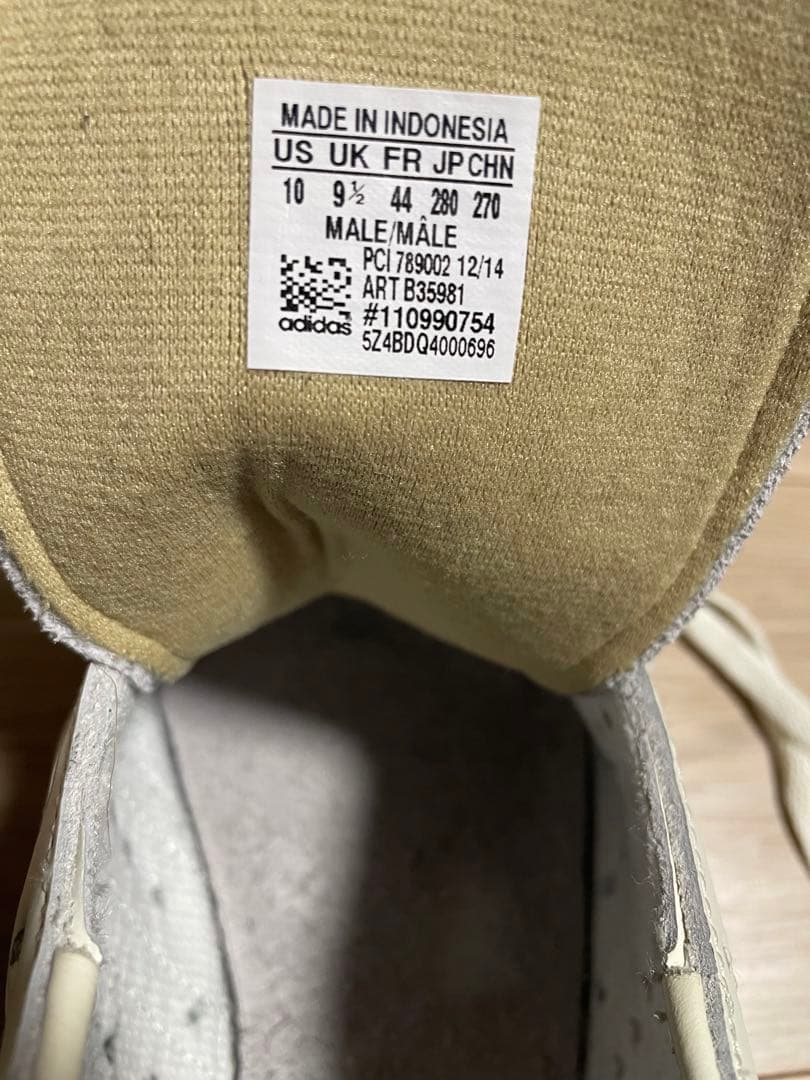 MADE IN INDONESIA
US UK FR JP CHN
10 9½ 44 280 270
MALE/MÂLE
PCI 789002 12/14
ART B35981
#110990754
adidas
5Z4BDQ4000696